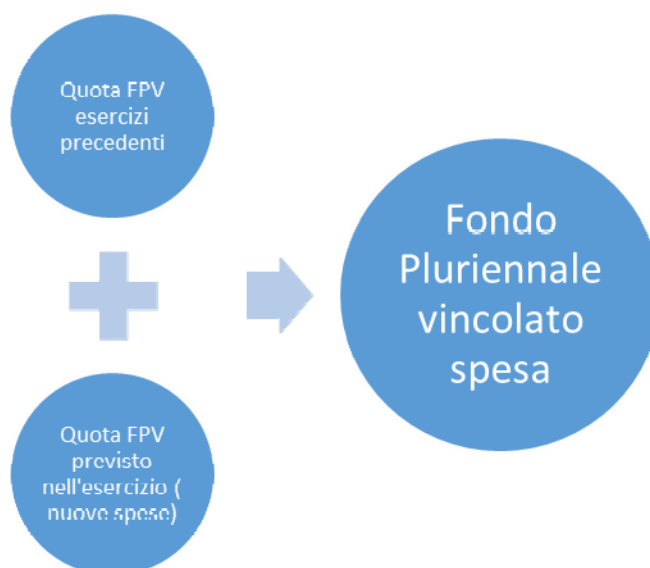 Quota FPV
esercizi
precedenti
Fondo
Pluriennale
vincolato
spesa
Quota FPV
previsto
nell'esercizio (
nuove spese)